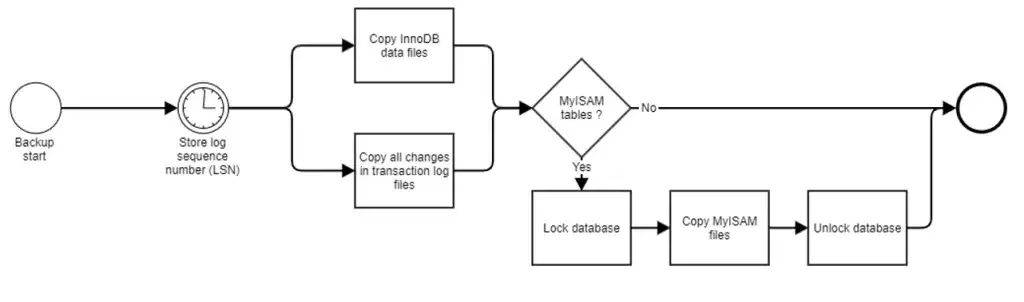 Backup
start
Store log
sequence
number (LSN)
Copy InnoDB
data files
Copy all changes
in transaction log
files
MyISAM
tables ?
No
Yes
Lock database
Copy MyISAM
files
Unlock database